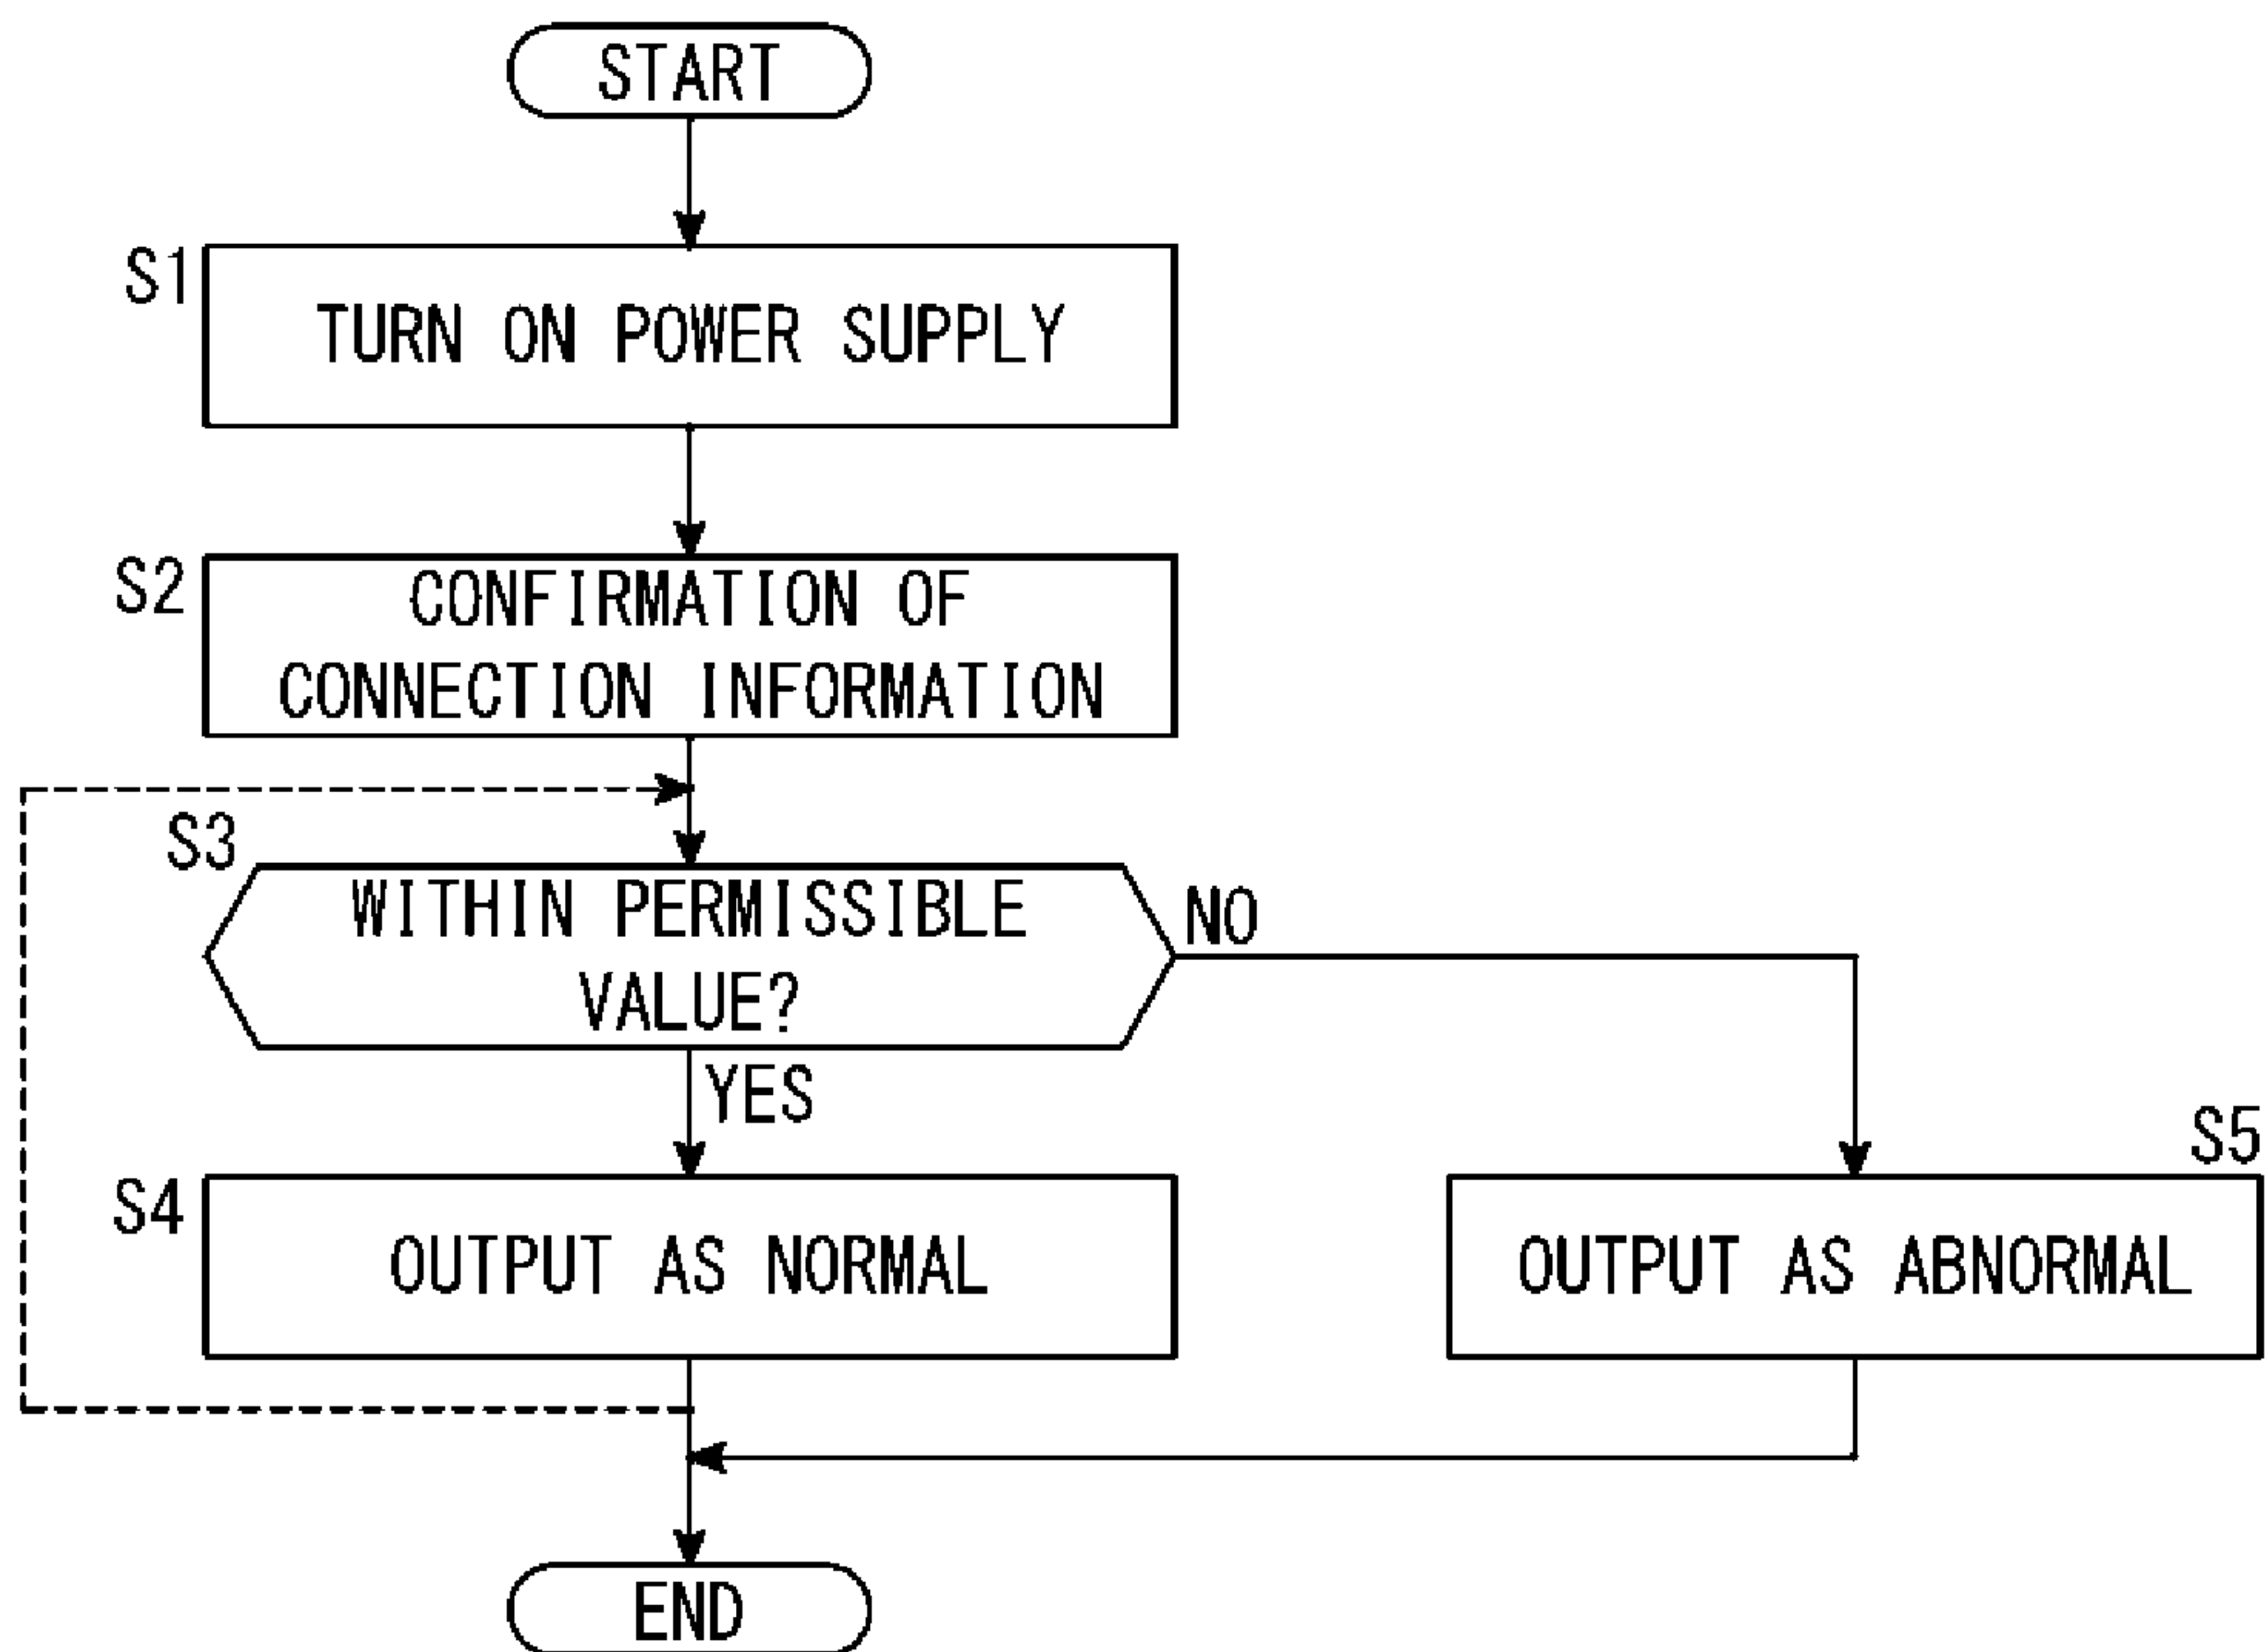 START
S1
TURN ON POWER SUPPLY
S2
CONFIRMATION OF
CONNECTION INFORMATION
S3
WITHIN PERMISSIBLE
VALUE?
NO
YES
S4
OUTPUT AS NORMAL
S5
OUTPUT AS ABNORMAL
END